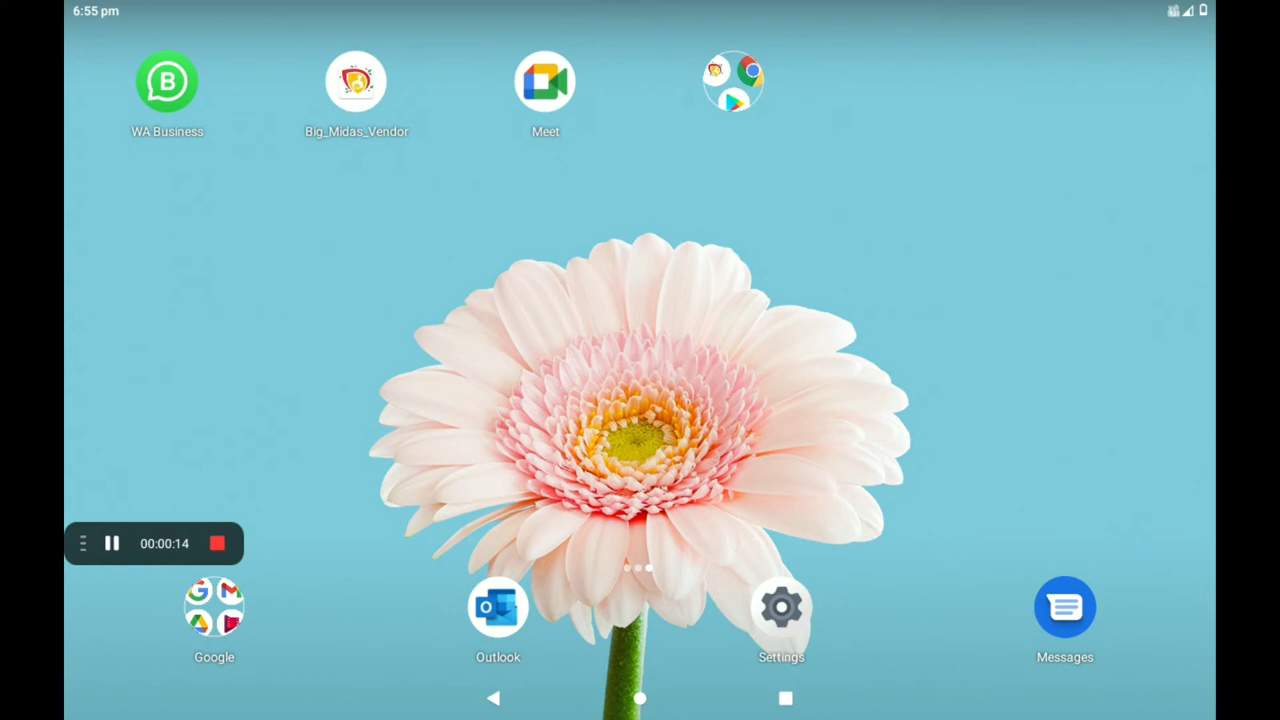 6:55 pm
WA Business
Big_Midas_Vendor
Meet
00:00:14
Google
Outlook
Settings
Messages